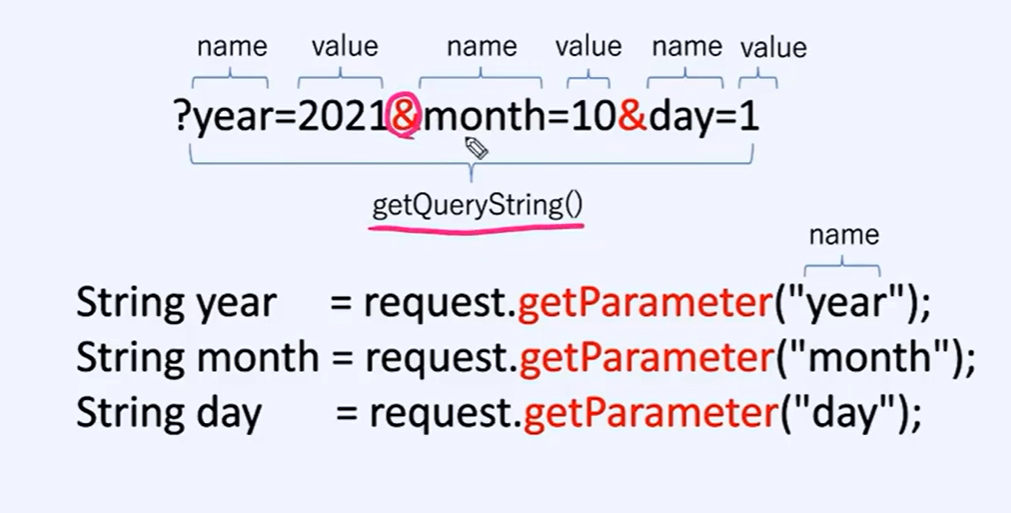 name value name value name value
?year=2021&month=10&day=1
getQueryString()
name
String year = request.getParameter("year");
String month = request.getParameter("month");
String day = request.getParameter("day");